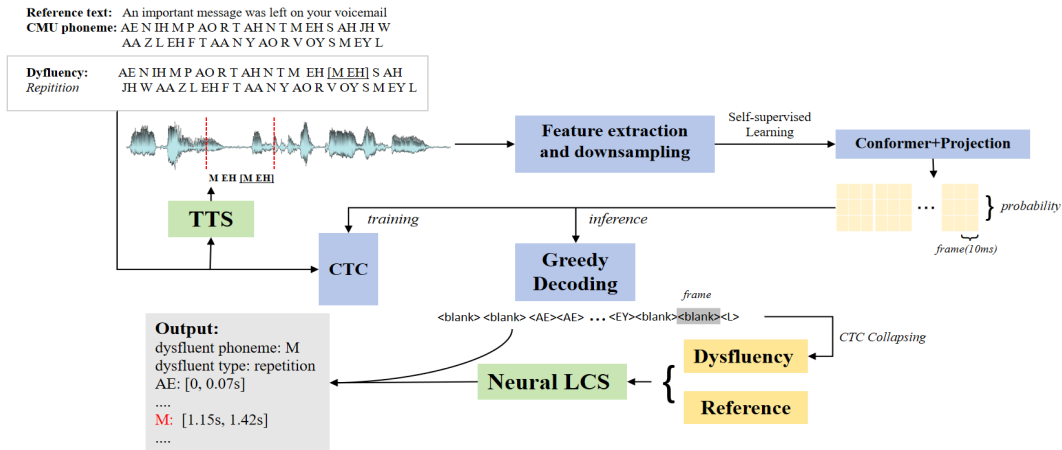 Reference text: An important message was left on your voicemail
CMU phoneme: AE N IH M P AO R T AH N T M EH S AH JH W
AA Z L EH F T AA N Y AO R V OY S M EY L
Dyfluency: AE N IH M P AO R T AH N T M EH [M EH] S AH
Repitition JH W AA Z L EH F T AA N Y AO R V OY S M EY L
M EH [M EH]
Feature extraction
and downsampling
Self-supervised
Learning
Conformer+Projection
TTS
training
inference
...
probability
frame(10ms)
CTC
Greedy
Decoding
frame
<blank> <blank> <AE><AE> ... <EY><blank><blank><L>
CTC Collapsing
Output:
dysfluent phoneme: M
dysfluent type: repetition
AE: [0, 0.07s]
....
M: [1.15s, 1.42s]
....
Neural LCS
{
Dysfluency
Reference